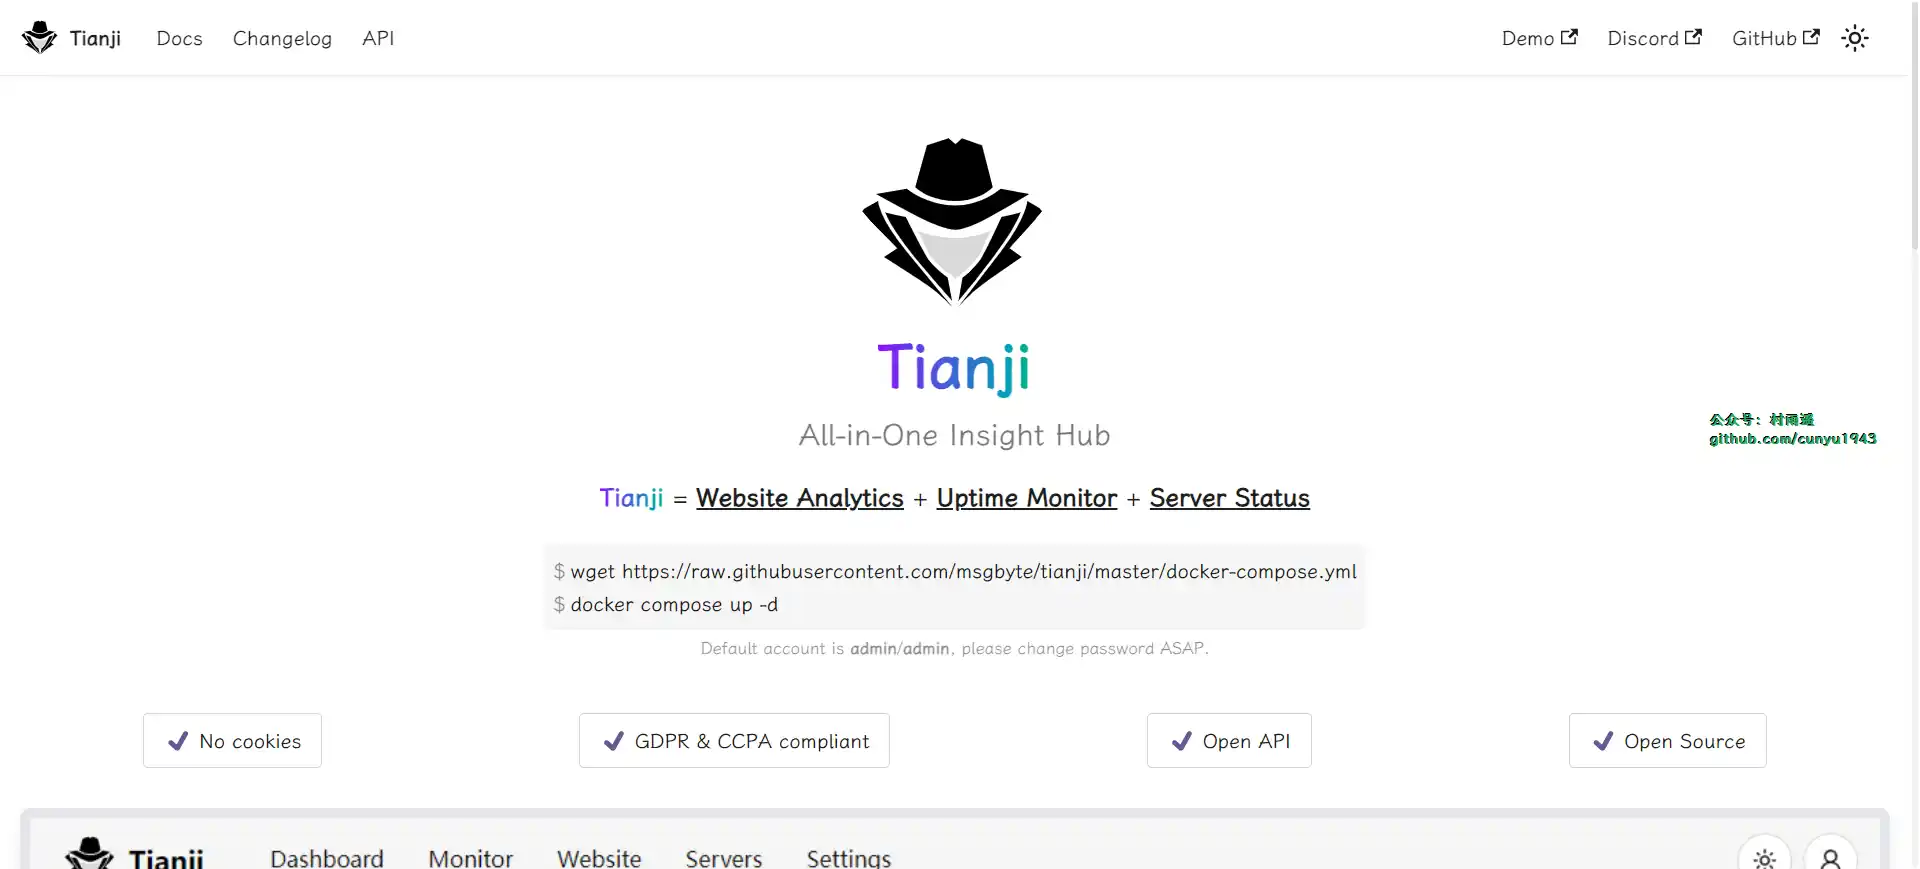 Tianji Docs Changelog API Demo Discord GitHub
Tianji
All-in-One Insight Hub
Tianji = Website Analytics + Uptime Monitor + Server Status
$ wget https://raw.githubusercontent.com/msgbyte/tianji/master/docker-compose.yml
$ docker compose up -d
Default account is admin/admin, please change password ASAP.
公众号：村雨遥
github.com/cunyu1943
No cookies GDPR & CCPA compliant Open API Open Source
Tianji Dashboard Monitor Website Servers Settings